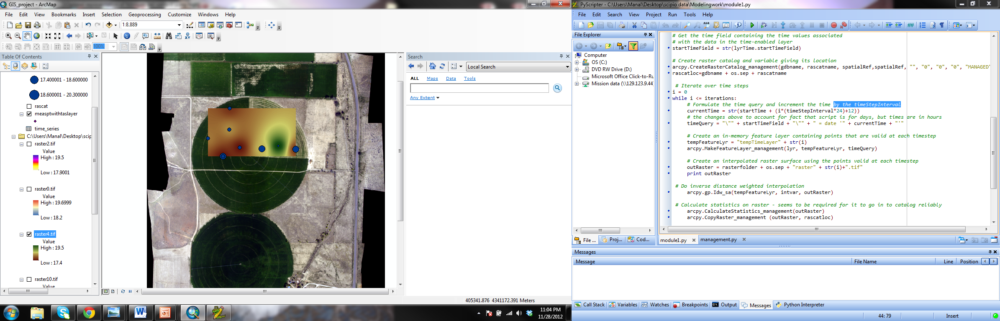 GIS_project - ArcMap
File Edit View Bookmarks Insert Selection Geoprocessing Customize Windows Help
1:8,889
100%
Table Of Contents
17.400001 - 18.600000
18.600001 - 20.300000
rascat
measptwithtaslayer
time_series
C:\Users\Manal\Desktop\scip
raster2.tif
Value
High : 19.5
Low : 17.9001
raster0.tif
Value
High : 19.6999
Low : 18.2
raster4.tif
Value
High : 19.5
Low : 17.4
raster10.tif
Value
Search
Local Search
ALL Maps Data Tools
Any Extent
405341.876 4341172.391 Meters
11:04 PM
11/28/2012
PyScripter - C:\Users\Manal\Desktop\scipio data\Modelingwork\module1.py
File Edit Search View Project Run Tools Help
File Explorer
Computer
OS (C:)
DVD RW Drive (D:)
Microsoft Office Click-to-Ru
Mission data (\\129.123.9.44
File ... Proj... Cod...
# Get the time field containing the time values associated
# with the data in the time-enabled layer
startTimeField = str(lyrTime.startTimeField)
# Create raster catalog and variable giving its location
arcpy.CreateRasterCatalog_management(gdbname, rascatname, spatialRef,spatialRef, "", "0", "0", "0", "MANAGED"
rascatloc=gdbname + os.sep + rascatname
# Iterate over time steps
i = 0
while i <= iterations:
# Formulate the time query and increment the time by the timeStepInterval
currentTime = str(startTime + (i*(timeStepInterval*24)+12))
# the changes above to account for fact that script is for days, but times are in hours
timeQuery = "\"" + startTimeField + "\"" + " = date '" + currentTime + "'"
# Create an in-memory feature layer containing points that are valid at each timestep
tempFeatureLyr = "tempTimeLayer" + str(i)
arcpy.MakeFeatureLayer_management(lyr, tempFeatureLyr, timeQuery)
# Create an interpolated raster surface using the points valid at each timestep
outRaster = rasterfolder + os.sep + "raster" + str(i)+".tif"
print outRaster
# Do inverse distance weighted interpolation
arcpy.gp.Idw_sa(tempFeatureLyr, intvar, outRaster)
# Calculate statistics on raster - seems to be required for it to go in to catalog reliably
arcpy.CalculateStatistics_management(outRaster)
arcpy.CopyRaster_management (outRaster, rascatloc)
module1.py management.py
Messages
Message File Name Line Position
Call Stack Variables Watches Breakpoints Output Messages Python Interpreter
44: 79 Insert